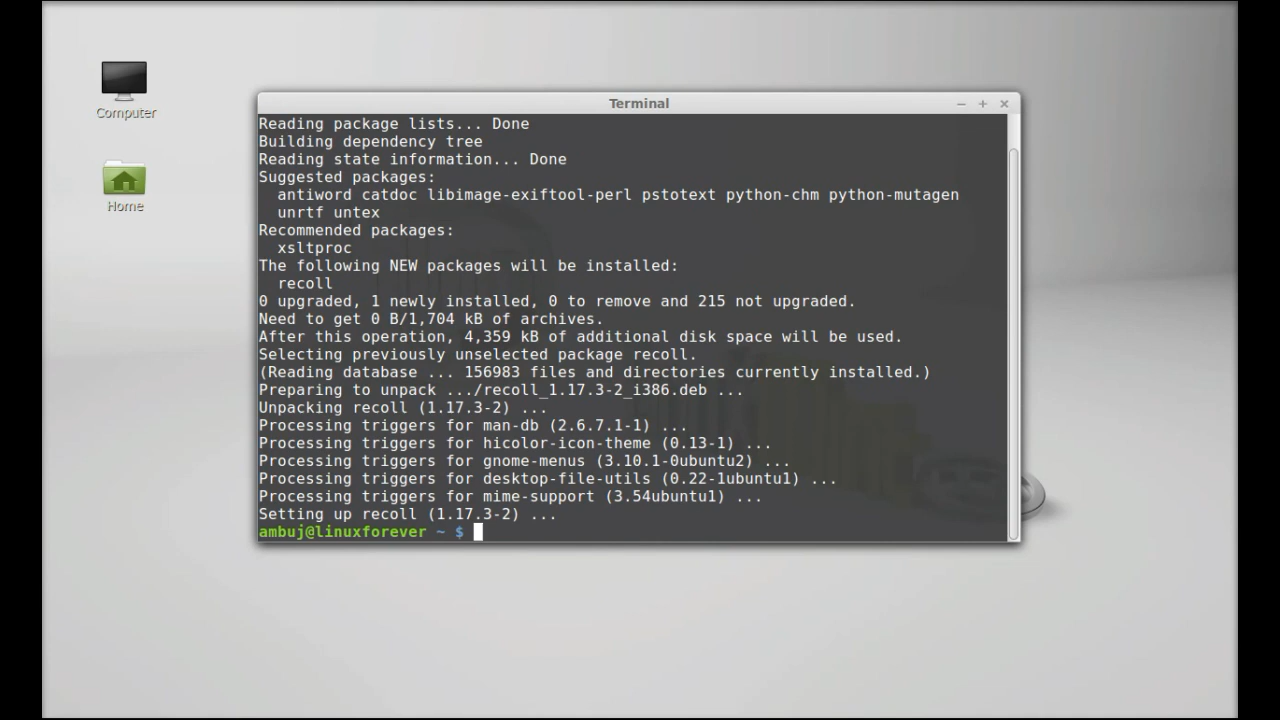 Computer
Home
Terminal
Reading package lists... Done
Building dependency tree
Reading state information... Done
Suggested packages:
  antiword catdoc libimage-exiftool-perl pstotext python-chm python-mutagen
  unrtf untex
Recommended packages:
  xsltproc
The following NEW packages will be installed:
  recoll
0 upgraded, 1 newly installed, 0 to remove and 215 not upgraded.
Need to get 0 B/1,704 kB of archives.
After this operation, 4,359 kB of additional disk space will be used.
Selecting previously unselected package recoll.
(Reading database ... 156983 files and directories currently installed.)
Preparing to unpack .../recoll_1.17.3-2_i386.deb ...
Unpacking recoll (1.17.3-2) ...
Processing triggers for man-db (2.6.7.1-1) ...
Processing triggers for hicolor-icon-theme (0.13-1) ...
Processing triggers for gnome-menus (3.10.1-0ubuntu2) ...
Processing triggers for desktop-file-utils (0.22-1ubuntu1) ...
Processing triggers for mime-support (3.54ubuntu1) ...
Setting up recoll (1.17.3-2) ...
ambuj@linuxforever ~ $